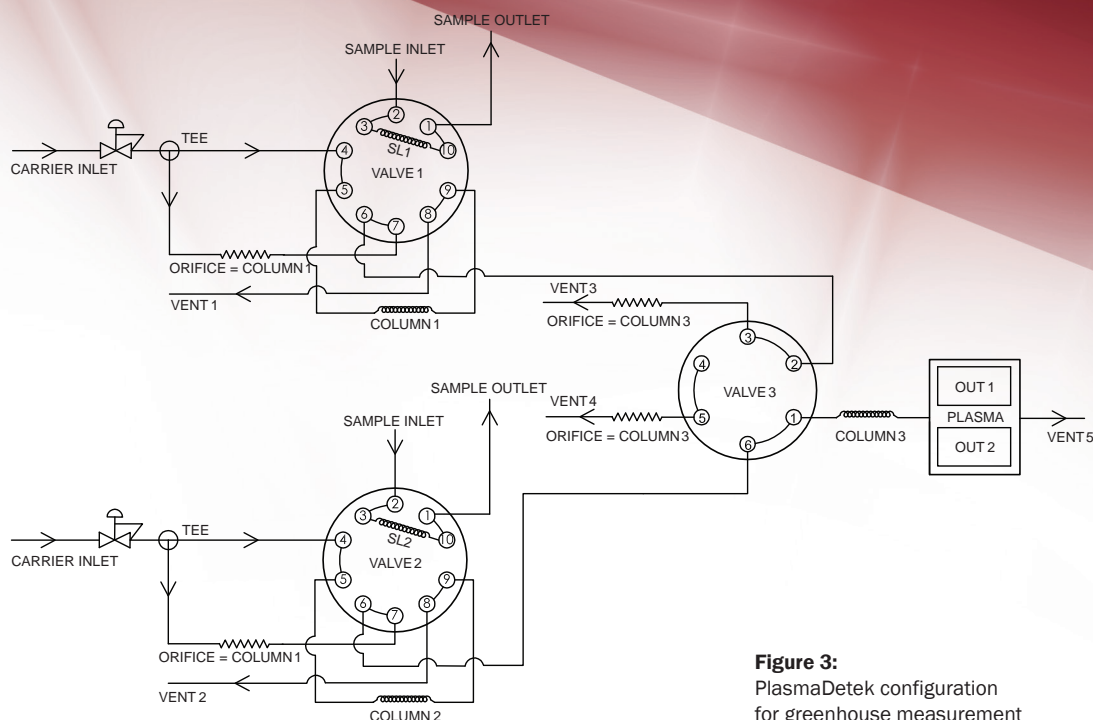 SAMPLE OUTLET
SAMPLE INLET
2
3
1
SL1
10
TEE
4
CARRIER INLET
VALVE 1
5
9
6
8
7
ORIFICE = COLUMN 1
VENT 1
COLUMN 1
VENT 3
ORIFICE = COLUMN 3
3
2
4
VALVE 3
SAMPLE OUTLET
VENT 4
5
1
ORIFICE = COLUMN 3
6
COLUMN 3
OUT 1
PLASMA
OUT 2
VENT 5
SAMPLE INLET
2
3
1
SL2
10
TEE
4
CARRIER INLET
VALVE 2
5
9
6
8
7
ORIFICE = COLUMN 1
VENT 2
COLUMN 2
Figure 3:
PlasmaDetek configuration
for greenhouse measurement